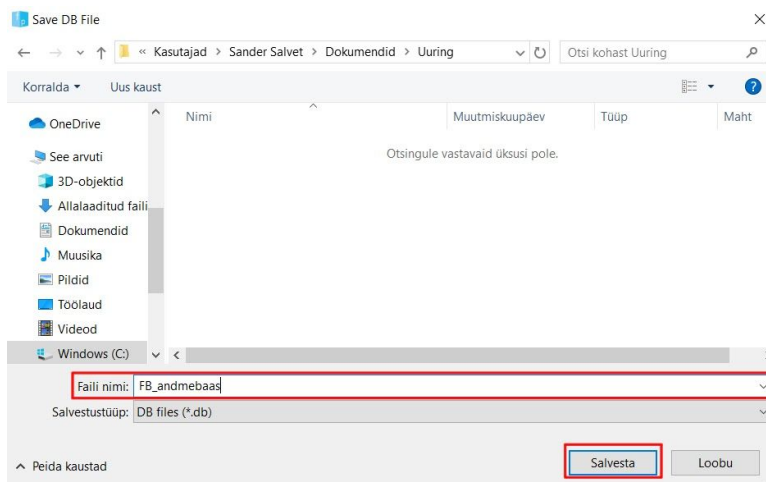 Save DB File
« Kasutajad > Sander Salvet > Dokumendid > Uuring
Otsi kohast Uuring
Korralda
Uus kaust
Nimi
Muutmiskuupäev
Tüüp
Maht
Otsingule vastavaid üksusi pole.
OneDrive
See arvuti
3D-objektid
Allalaaditud faili
Dokumendid
Muusika
Pildid
Töölaud
Videod
Windows (C:)
Faili nimi: FB_andmebaas
Salvestustüüp: DB files (*.db)
Peida kaustad
Salvesta
Loobu